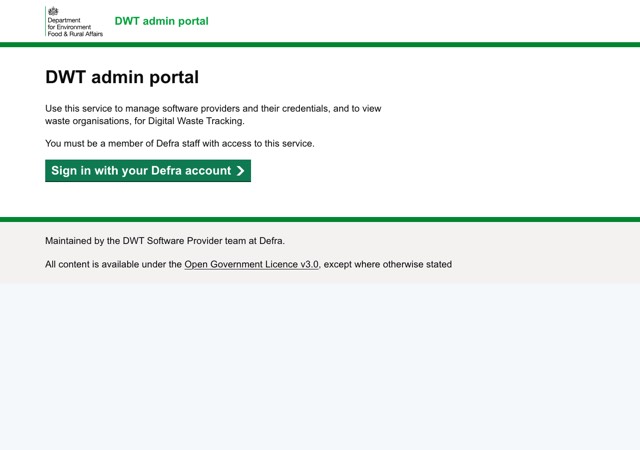 Department
for Environment
Food & Rural Affairs
DWT admin portal
DWT admin portal
Use this service to manage software providers and their credentials, and to view
waste organisations, for Digital Waste Tracking.
You must be a member of Defra staff with access to this service.
Sign in with your Defra account
Maintained by the DWT Software Provider team at Defra.
All content is available under the Open Government Licence v3.0, except where otherwise stated